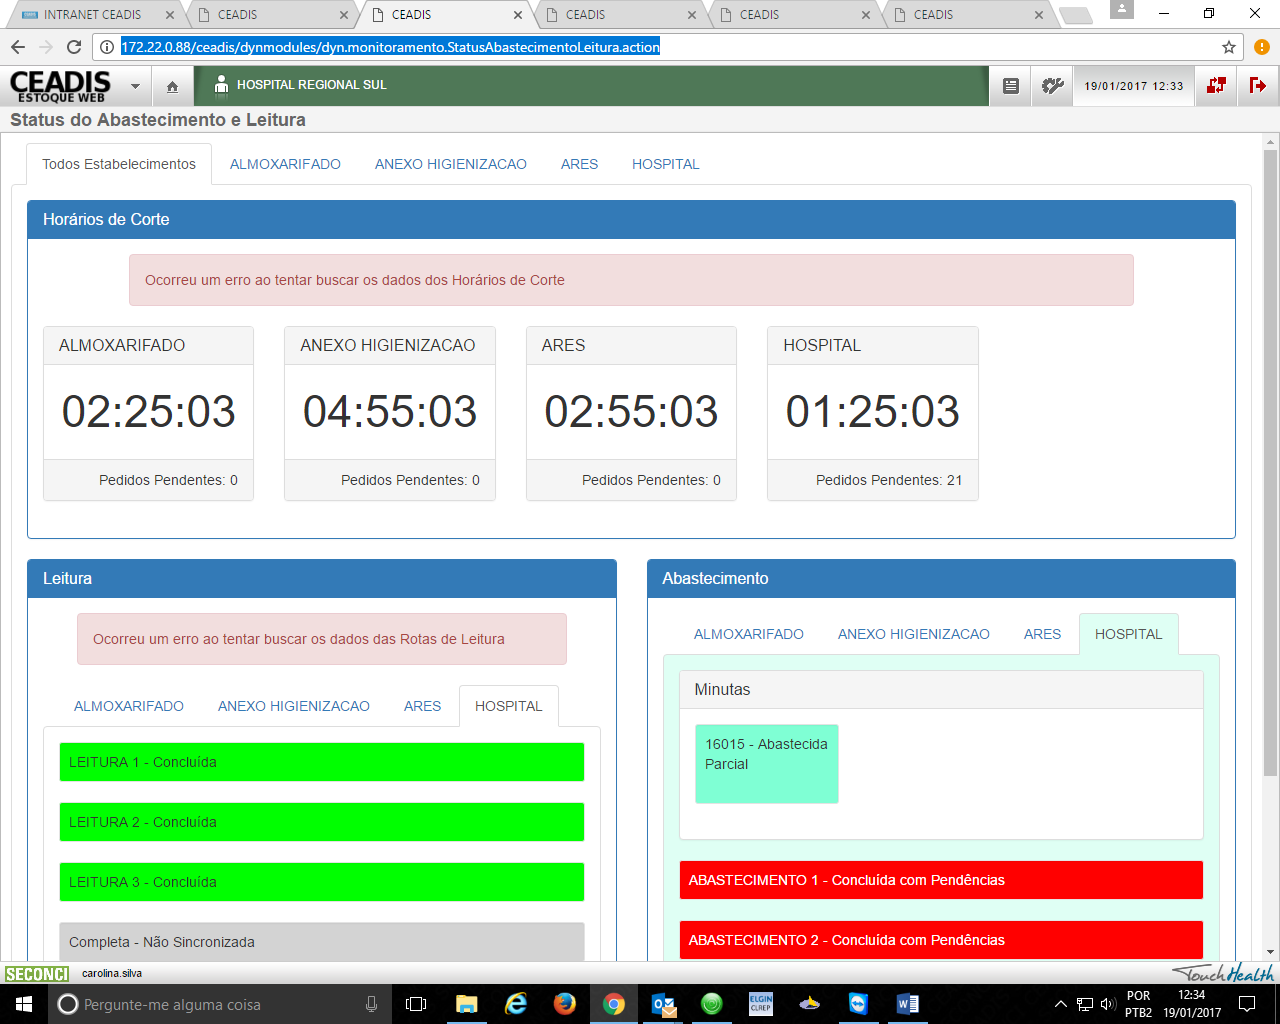 INTRANET CEADIS
CEADIS
CEADIS
CEADIS
CEADIS
CEADIS
172.22.0.88/ceadis/dynmodules/dyn.monitoramento.StatusAbastecimentoLeitura.action
CEADIS
ESTOQUE WEB
HOSPITAL REGIONAL SUL
19/01/2017 12:33
Status do Abastecimento e Leitura
Todos Estabelecimentos ALMOXARIFADO ANEXO HIGIENIZACAO ARES HOSPITAL
Horários de Corte
Ocorreu um erro ao tentar buscar os dados dos Horários de Corte
ALMOXARIFADO
02:25:03
Pedidos Pendentes: 0
ANEXO HIGIENIZACAO
04:55:03
Pedidos Pendentes: 0
ARES
02:55:03
Pedidos Pendentes: 0
HOSPITAL
01:25:03
Pedidos Pendentes: 21
Leitura
Ocorreu um erro ao tentar buscar os dados das Rotas de Leitura
ALMOXARIFADO ANEXO HIGIENIZACAO ARES HOSPITAL
LEITURA 1 - Concluída
LEITURA 2 - Concluída
LEITURA 3 - Concluída
Completa - Não Sincronizada
Abastecimento
ALMOXARIFADO ANEXO HIGIENIZACAO ARES HOSPITAL
Minutas
16015 - Abastecida
Parcial
ABASTECIMENTO 1 - Concluída com Pendências
ABASTECIMENTO 2 - Concluída com Pendências
SECONCI carolina.silva
TouchHealth
Pergunte-me alguma coisa
ELGIN
CLREP
POR
PTB2
12:34
19/01/2017